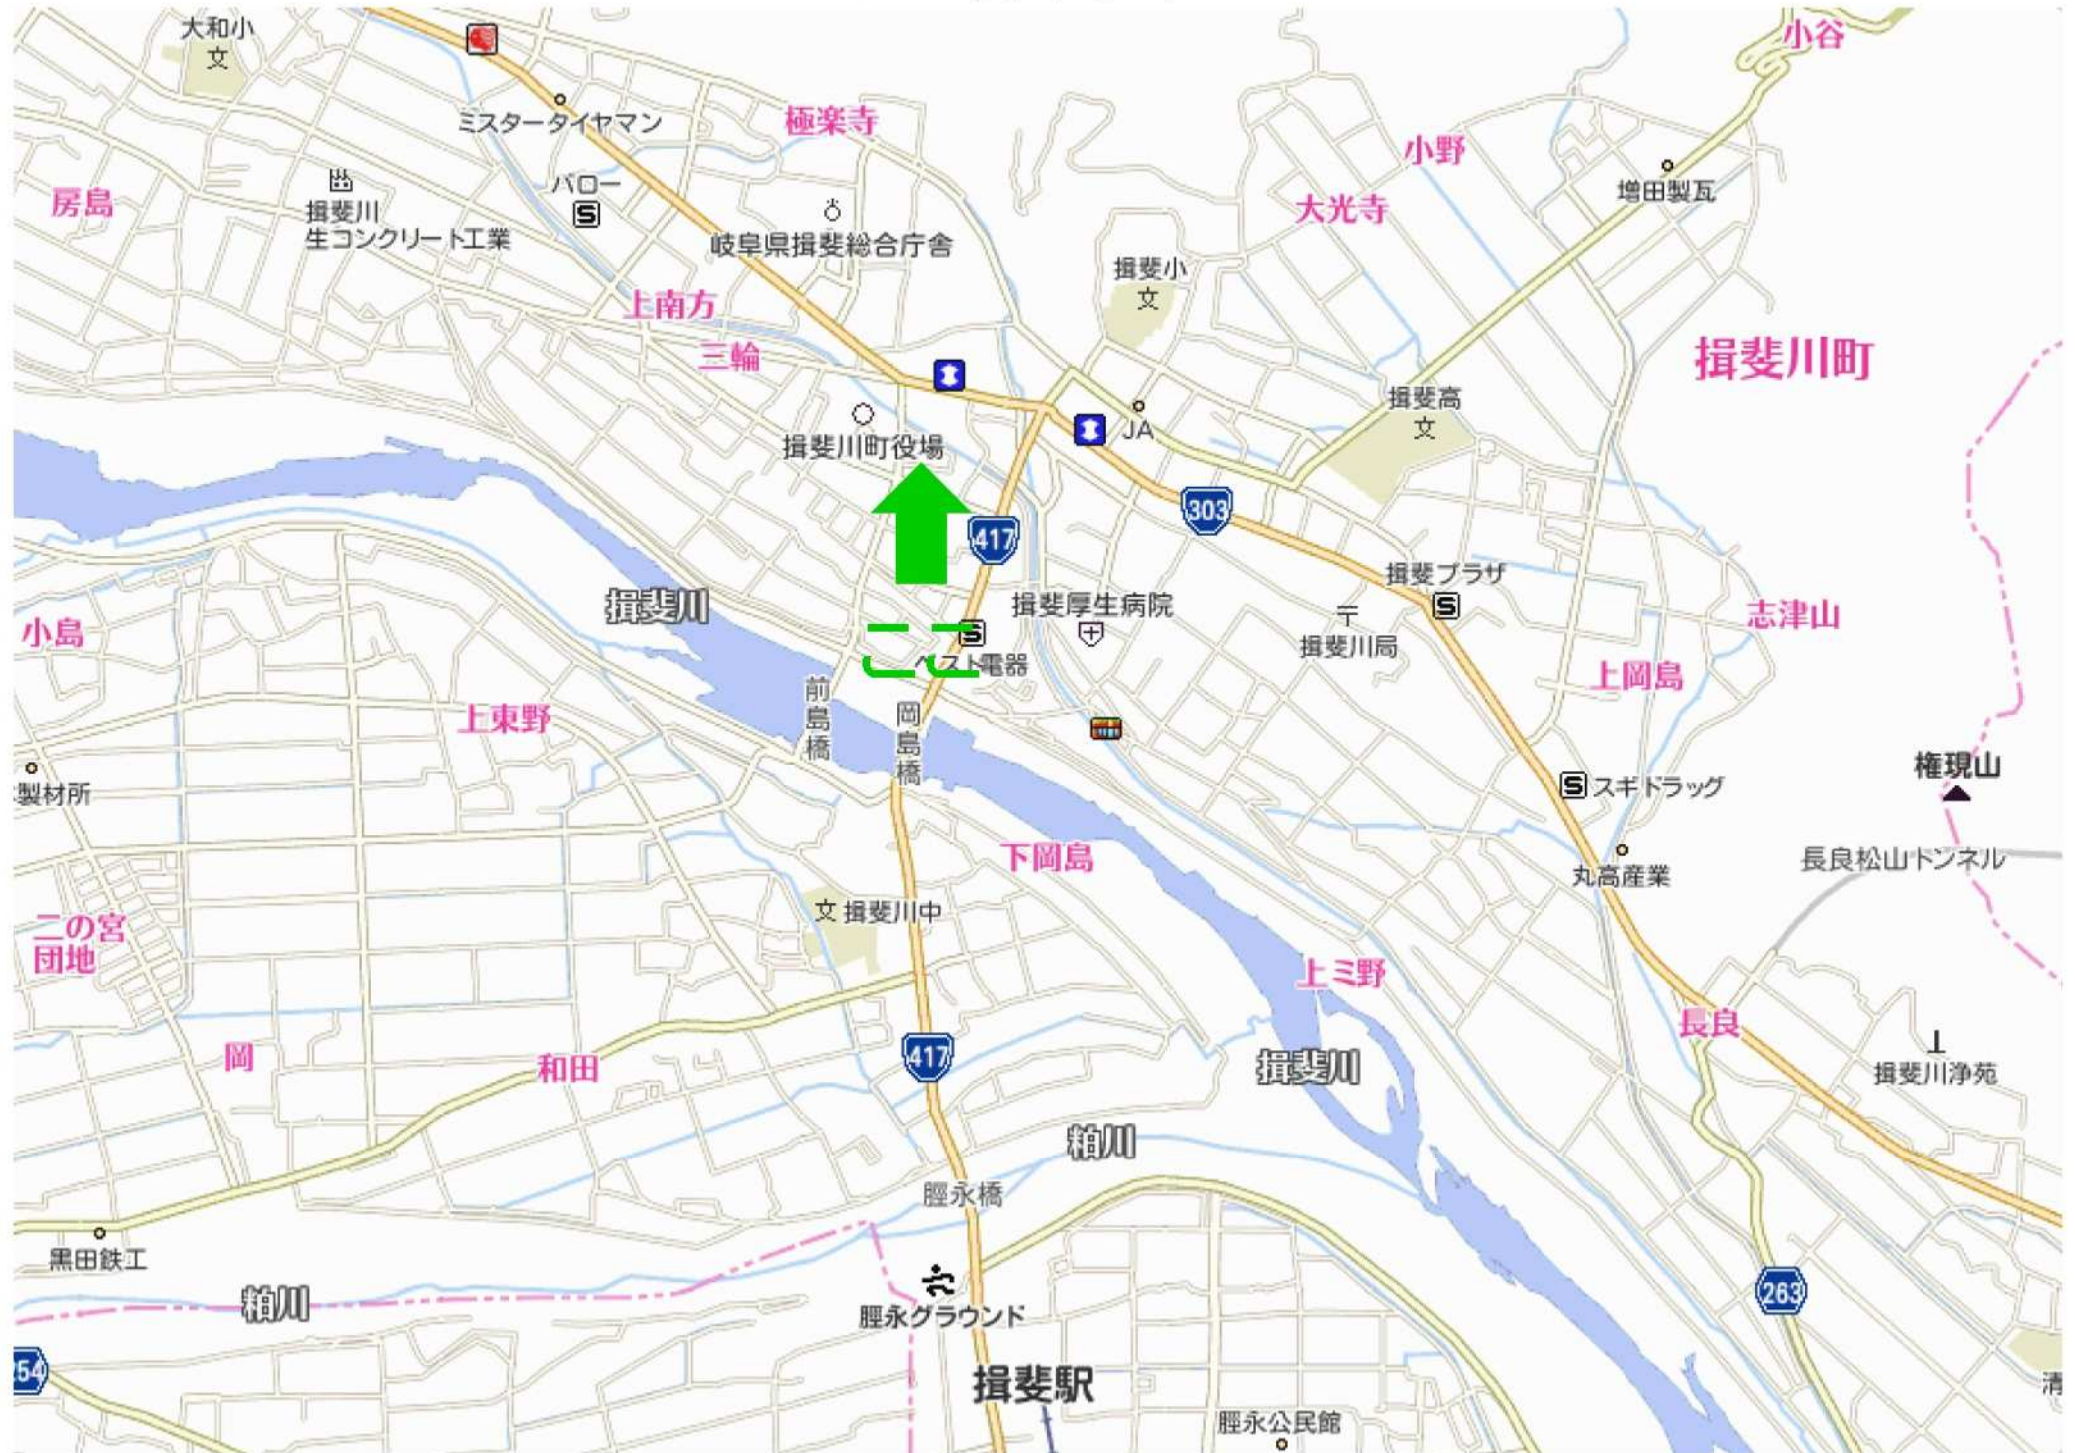 大和小
文
小谷
ミスタータイヤマン
極楽寺
小野
増田製瓦
房島
揖斐川
生コンクリート工業
バロー
S
岐阜県揖斐総合庁舎
大光寺
揖斐小
文
上南方
三輪
揖斐川町
揖斐高
文
JA
揖斐川町役場
303
417
揖斐プラザ
S
揖斐川
揖斐厚生病院
〒
揖斐川局
志津山
小島
S
ベスト電器
上岡島
前島橋
岡島橋
上東野
権現山
製材所
S スギドラッグ
下岡島
丸高産業
長良松山トンネル
文 揖斐川中
二の宮
団地
上ミ野
長良
岡
和田
417
揖斐川
揖斐川浄苑
粕川
脛永橋
黒田鉄工
粕川
263
脛永グラウンド
254
揖斐駅
清
脛永公民館